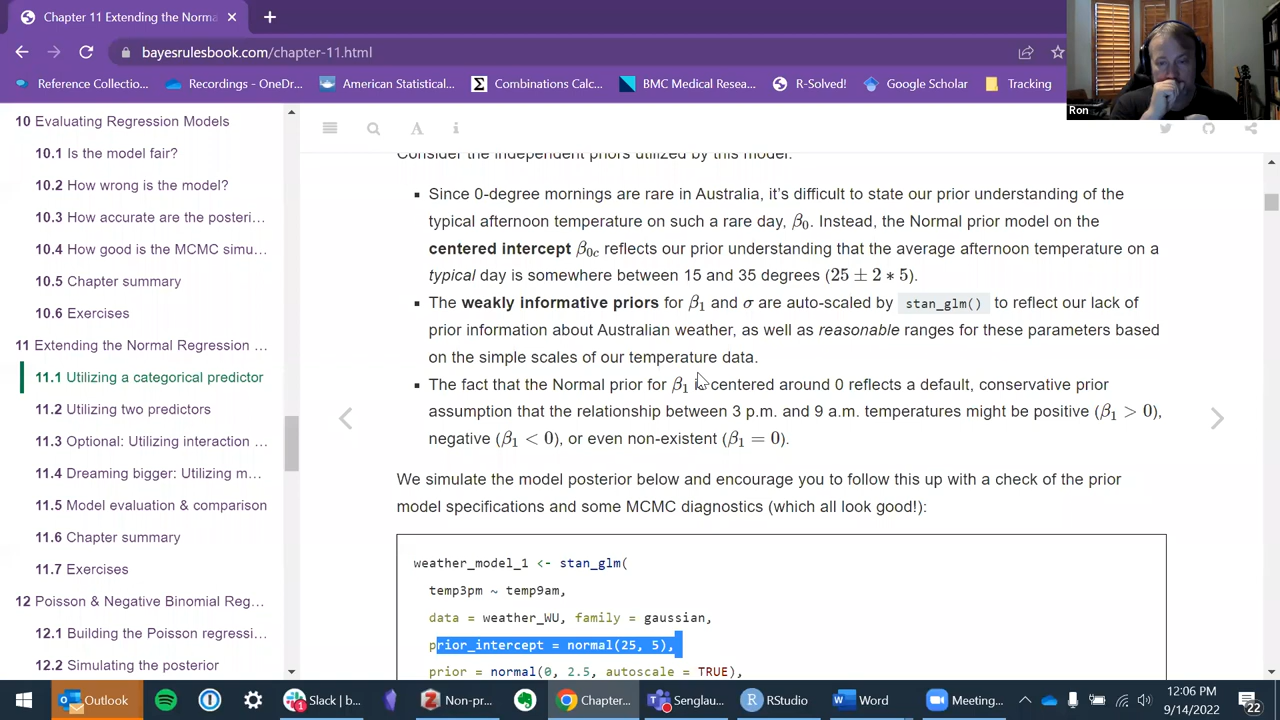 Chapter 11 Extending the Norma
bayesrulesbook.com/chapter-11.html
Reference Collectio...
Recordings - OneDr...
American Statistical...
Combination Produ...
BMC Medical Resea...
R-Solver
Google Scholar
Tracking
Ron
10 Evaluating Regression Models
10.1 Is the model fair?
10.2 How wrong is the model?
10.3 How accurate are the posteri...
10.4 How good is the MCMC simu...
10.5 Chapter summary
10.6 Exercises
11 Extending the Normal Regression ...
11.1 Utilizing a categorical predictor
11.2 Utilizing two predictors
11.3 Optional: Utilizing interaction ...
11.4 Dreaming bigger: Utilizing m...
11.5 Model evaluation & comparison
11.6 Chapter summary
11.7 Exercises
12 Poisson & Negative Binomial Reg...
12.1 Building the Poisson regressi...
12.2 Simulating the posterior
Consider the independent priors utilized by this model:
Since 0-degree mornings are rare in Australia, it's difficult to state our prior understanding of the
typical afternoon temperature on such a rare day, β0. Instead, the Normal prior model on the
centered intercept β0c reflects our prior understanding that the average afternoon temperature on a
typical day is somewhere between 15 and 35 degrees (25 ± 2 * 5).
The weakly informative priors for β1 and σ are auto-scaled by stan_glm() to reflect our lack of
prior information about Australian weather, as well as reasonable ranges for these parameters based
on the simple scales of our temperature data.
The fact that the Normal prior for β1 is centered around 0 reflects a default, conservative prior
assumption that the relationship between 3 p.m. and 9 a.m. temperatures might be positive (β1 > 0),
negative (β1 < 0), or even non-existent (β1 = 0).
We simulate the model posterior below and encourage you to follow this up with a check of the prior
model specifications and some MCMC diagnostics (which all look good!):
weather_model_1 <- stan_glm(
temp3pm ~ temp9am,
data = weather_WU, family = gaussian,
prior_intercept = normal(25, 5),
prior = normal(0, 2.5, autoscale = TRUE),
Outlook
Slack | b...
Non-pr...
Chapter...
Senglau...
RStudio
Word
Meeting...
12:06 PM
9/14/2022
22